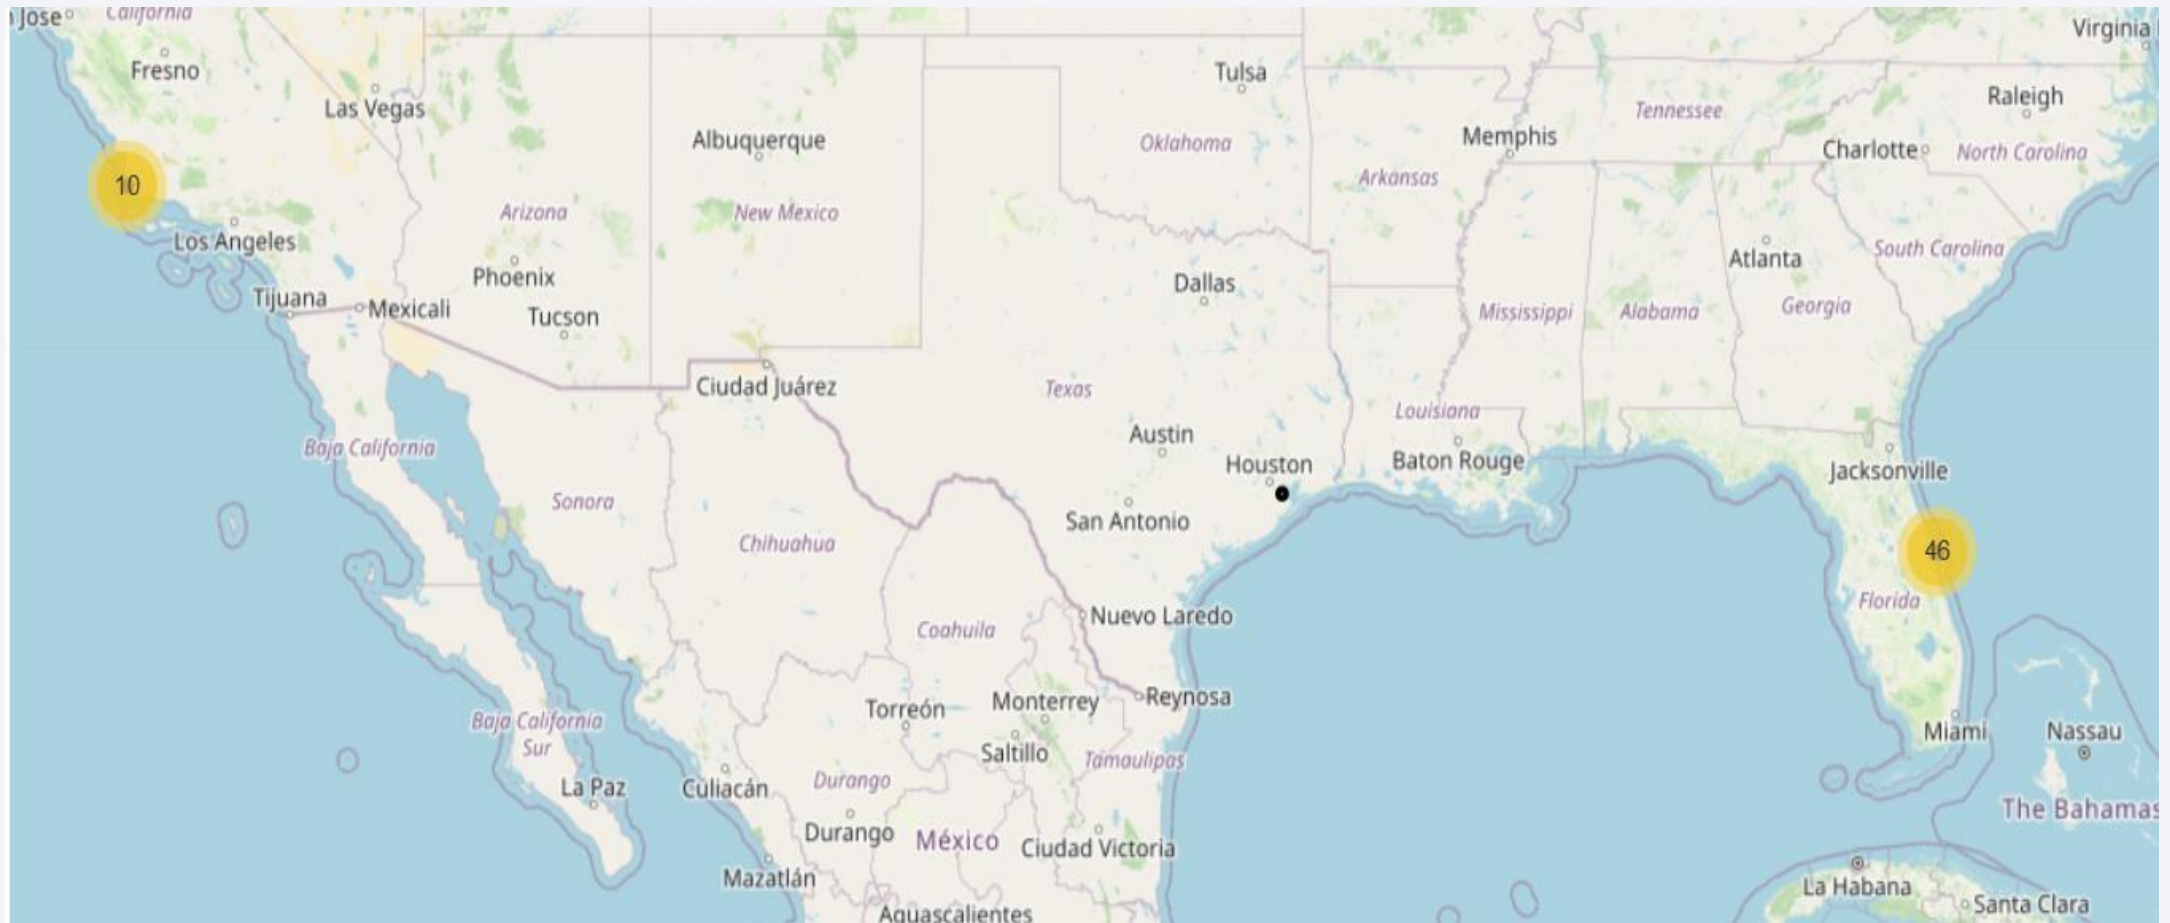 Jose
California
Virginia
Fresno
Tulsa
Las Vegas
Raleigh
Tennessee
Albuquerque
Oklahoma
Memphis
Charlotte
North Carolina
10
Arkansas
Arizona
New Mexico
Los Angeles
South Carolina
Atlanta
Phoenix
Dallas
Tijuana
Mexicali
Tucson
Mississippi
Alabama
Georgia
Ciudad Juárez
Texas
Louisiana
Austin
Baja California
Houston
Baton Rouge
Jacksonville
Sonora
San Antonio
Chihuahua
46
Florida
Nuevo Laredo
Coahuila
Reynosa
Monterrey
Torreón
Baja California
Sur
Miami
Nassau
Saltillo
Tamaulipas
La Paz
Culiacán
Durango
The Bahamas
Durango
México
Ciudad Victoria
Mazatlán
La Habana
Santa Clara
Aguascalientes